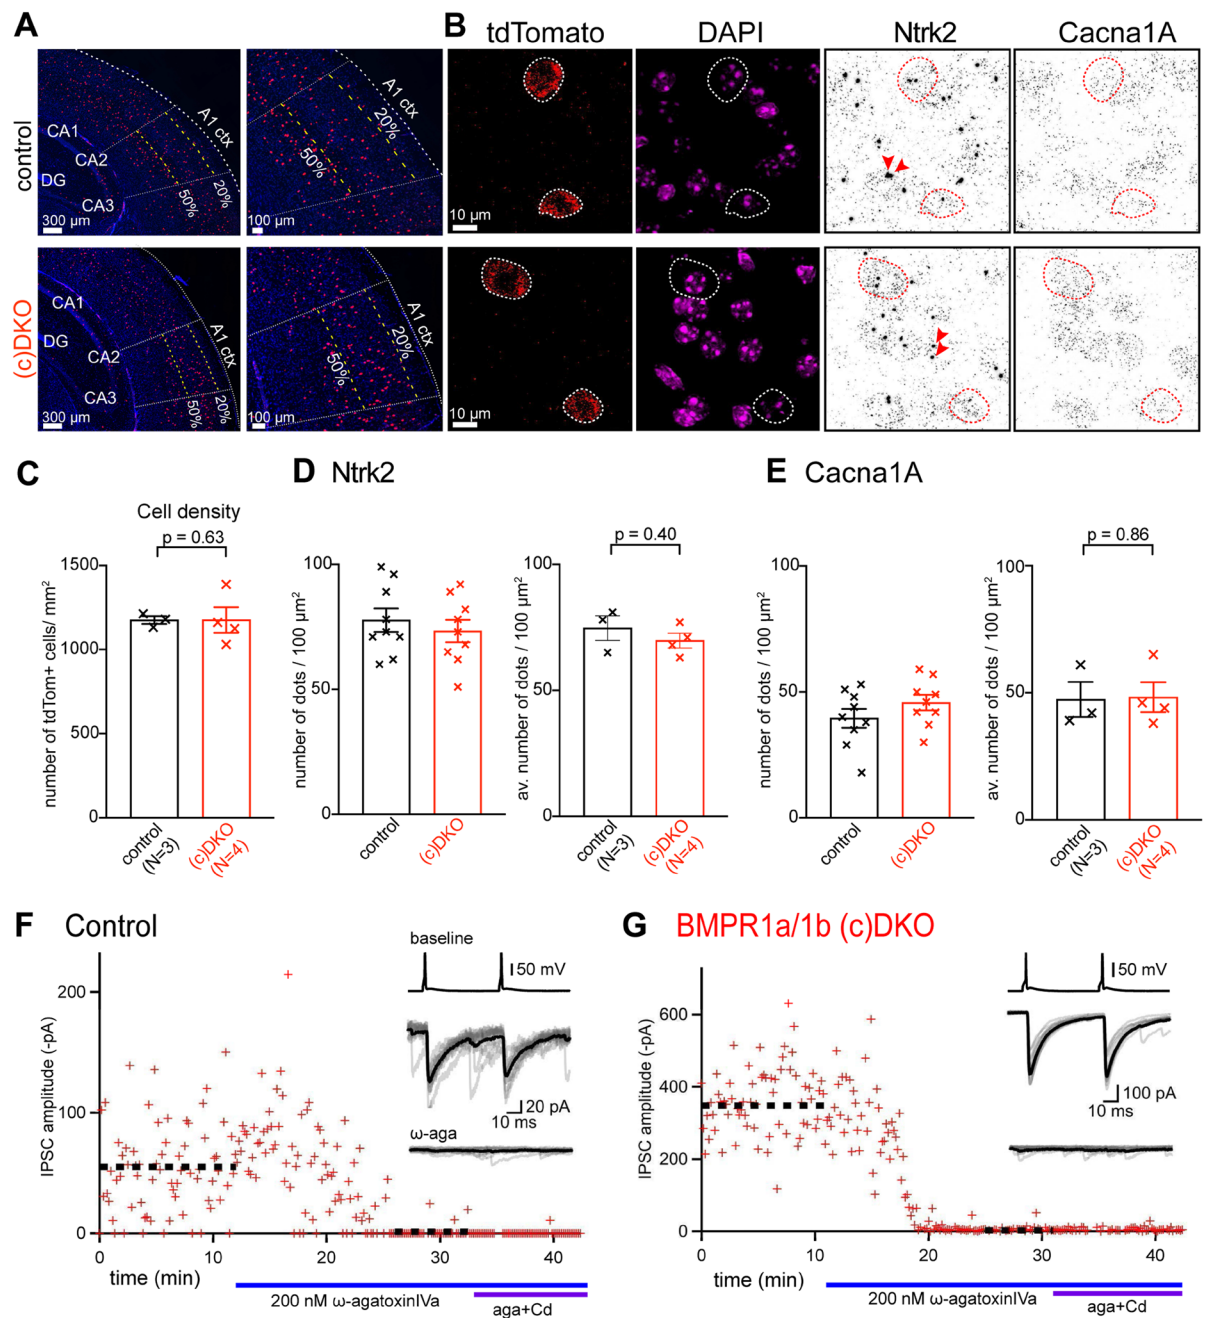 A
B
tdTomato
DAPI
Ntrk2
Cacna1A
control
CA1
CA2
DG
CA3
A1 ctx
50%
20%
300 µm
A1 ctx
20%
50%
100 µm
10 µm
(c)DKO
CA1
DG
CA2
CA3
A1 ctx
50%
20%
300 µm
A1 ctx
20%
50%
100 µm
10 µm
C
Cell density
p = 0.63
number of tdTom+ cells/ mm²
1500
1000
500
0
control
(N=3)
(c)DKO
(N=4)
D Ntrk2
number of dots / 100 µm²
100
50
0
control
(c)DKO
p = 0.40
av. number of dots / 100 µm²
100
50
0
control
(N=3)
(c)DKO
(N=4)
E Cacna1A
number of dots / 100 µm²
100
50
0
control
(c)DKO
p = 0.86
av. number of dots / 100 µm²
100
50
0
control
(N=3)
(c)DKO
(N=4)
F Control
IPSC amplitude (-pA)
200
100
0
baseline
50 mV
20 pA
10 ms
ω-aga
0 10 20 30 40
time (min)
200 nM ω-agatoxinIVa
aga+Cd
G BMPR1a/1b (c)DKO
IPSC amplitude (-pA)
600
400
200
0
50 mV
100 pA
10 ms
0 10 20 30 40
time (min)
200 nM ω-agatoxinIVa
aga+Cd